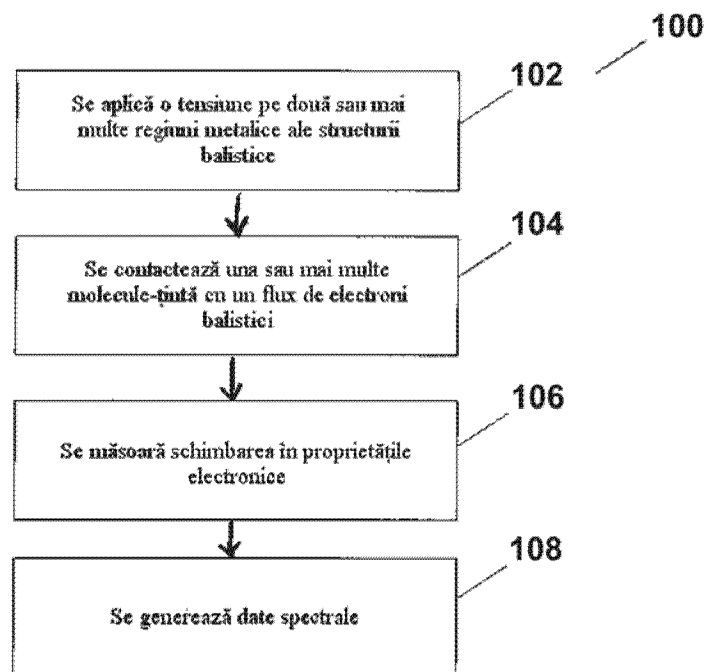 100
102
Se aplică o tensiune pe două sau mai
multe regiuni metalice ale structurii
balistice
104
Se contactează una sau mai multe
molecule-țintă cu un flux de electroni
balistici
106
Se măsoară schimbarea în proprietățile
electronice
108
Se generează date spectrale